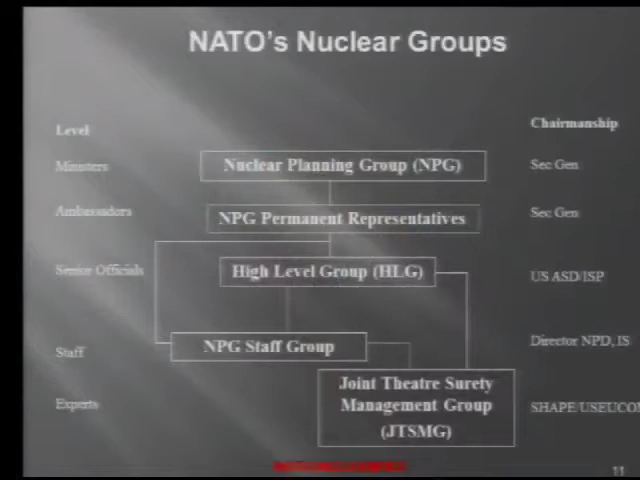 NATO's Nuclear Groups
Level
Chairmanship
Ministers
Nuclear Planning Group (NPG)
Sec Gen
Ambassadors
NPG Permanent Representatives
Sec Gen
Senior Officials
High Level Group (HLG)
US ASD/ISP
Staff
NPG Staff Group
Director NPD, IS
Experts
Joint Theatre Surety
Management Group
(JTSMG)
SHAPE/USEUCOM
11